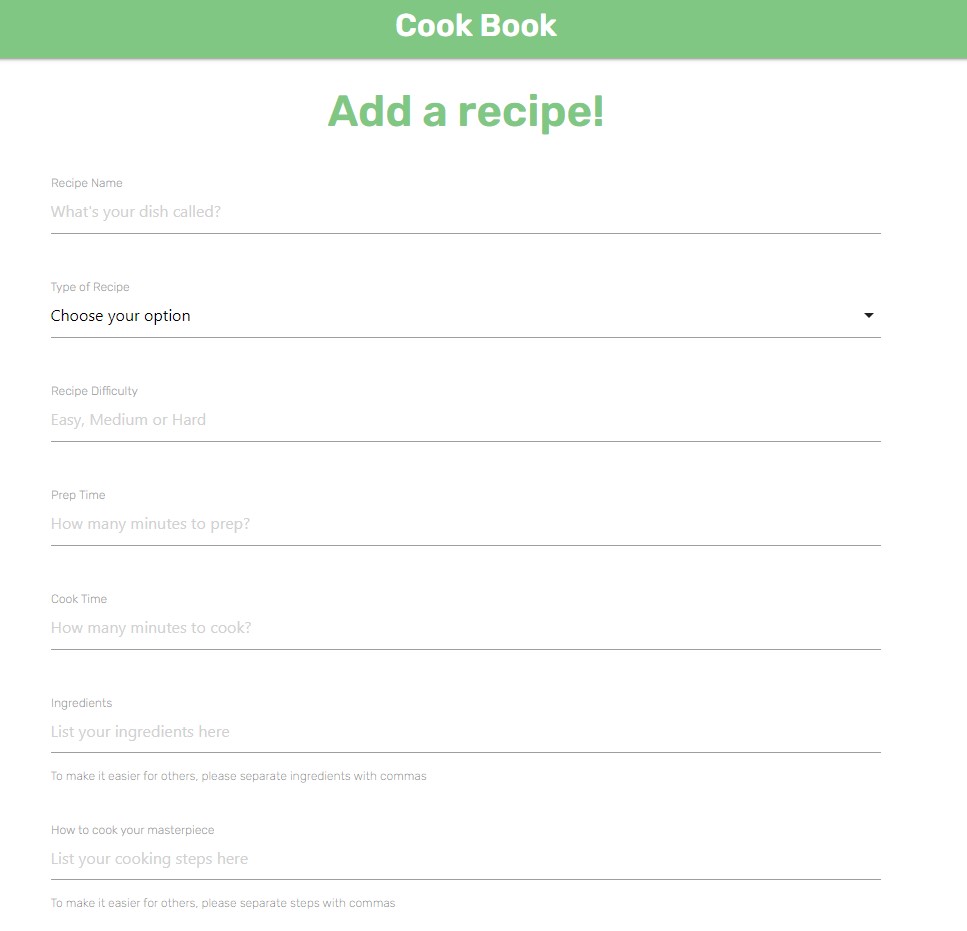 Cook Book
Add a recipe!
Recipe Name
What's your dish called?
Type of Recipe
Choose your option
Recipe Difficulty
Easy, Medium or Hard
Prep Time
How many minutes to prep?
Cook Time
How many minutes to cook?
Ingredients
List your ingredients here
To make it easier for others, please separate ingredients with commas
How to cook your masterpiece
List your cooking steps here
To make it easier for others, please separate steps with commas